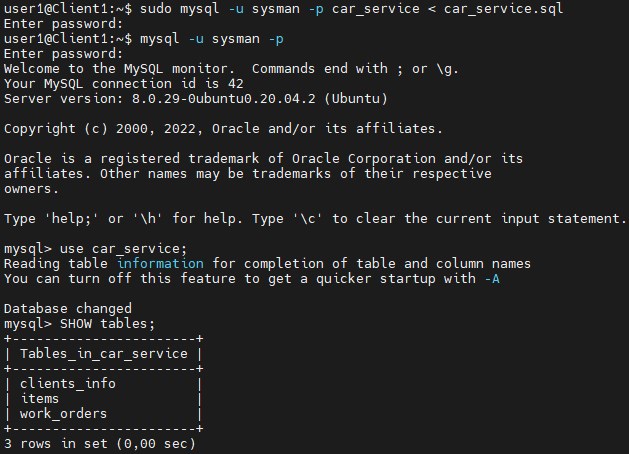 user1@Client1:~$ sudo mysql -u sysman -p car_service < car_service.sql
Enter password:
user1@Client1:~$ mysql -u sysman -p
Enter password:
Welcome to the MySQL monitor.  Commands end with ; or \g.
Your MySQL connection id is 42
Server version: 8.0.29-0ubuntu0.20.04.2 (Ubuntu)

Copyright (c) 2000, 2022, Oracle and/or its affiliates.

Oracle is a registered trademark of Oracle Corporation and/or its
affiliates. Other names may be trademarks of their respective
owners.

Type 'help;' or '\h' for help. Type '\c' to clear the current input statement.

mysql> use car_service;
Reading table information for completion of table and column names
You can turn off this feature to get a quicker startup with -A

Database changed
mysql> SHOW tables;
+-----------------------+
| Tables_in_car_service |
+-----------------------+
| clients_info          |
| items                 |
| work_orders           |
+-----------------------+
3 rows in set (0,00 sec)